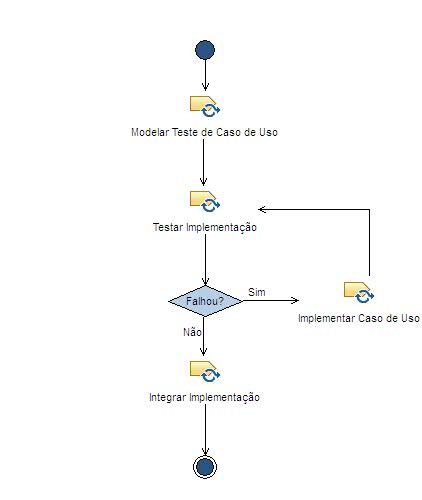 Modelar Teste de Caso de Uso
Testar Implementação
Falhou?
Sim
Implementar Caso de Uso
Não
Integrar Implementação